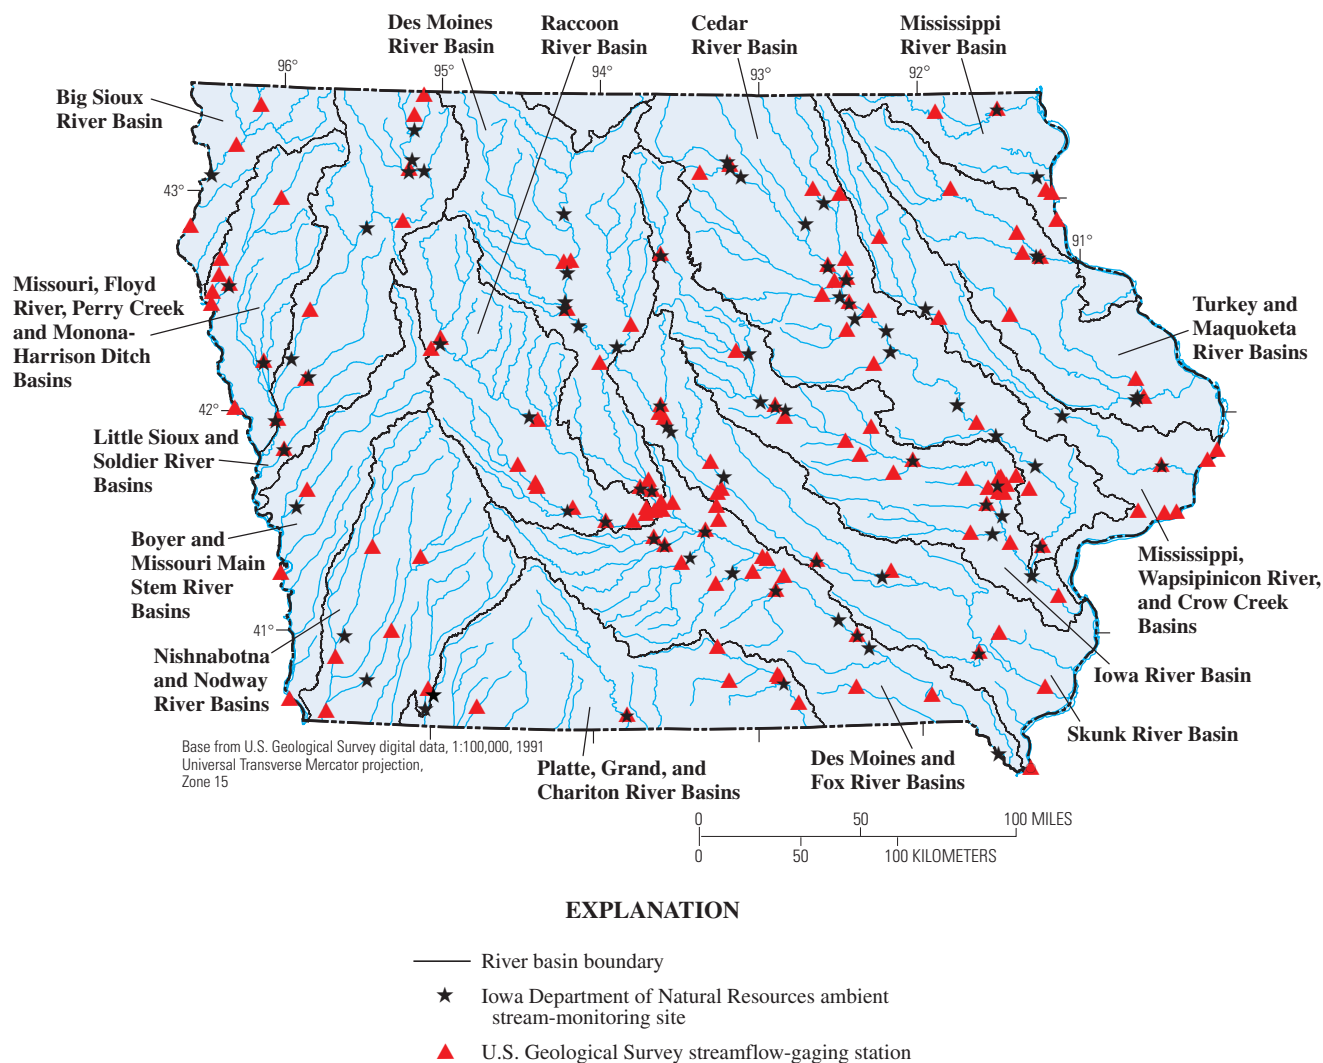 Des Moines
River Basin
Raccoon
River Basin
Cedar
River Basin
Mississippi
River Basin
96°
95°
94°
93°
92°
Big Sioux
River Basin
43°
91°
Missouri, Floyd
River, Perry Creek
and Monona-
Harrison Ditch
Basins
Turkey and
Maquoketa
River Basins
42°
Little Sioux and
Soldier River
Basins
Boyer and
Missouri Main
Stem River
Basins
Mississippi,
Wapsipinicon River,
and Crow Creek
Basins
41°
Nishnabotna
and Nodway
River Basins
Iowa River Basin
Skunk River Basin
Base from U.S. Geological Survey digital data, 1:100,000, 1991
Universal Transverse Mercator projection,
Zone 15
Platte, Grand, and
Chariton River Basins
Des Moines and
Fox River Basins
0 50 100 MILES
0 50 100 KILOMETERS
EXPLANATION
River basin boundary
Iowa Department of Natural Resources ambient
stream-monitoring site
U.S. Geological Survey streamflow-gaging station